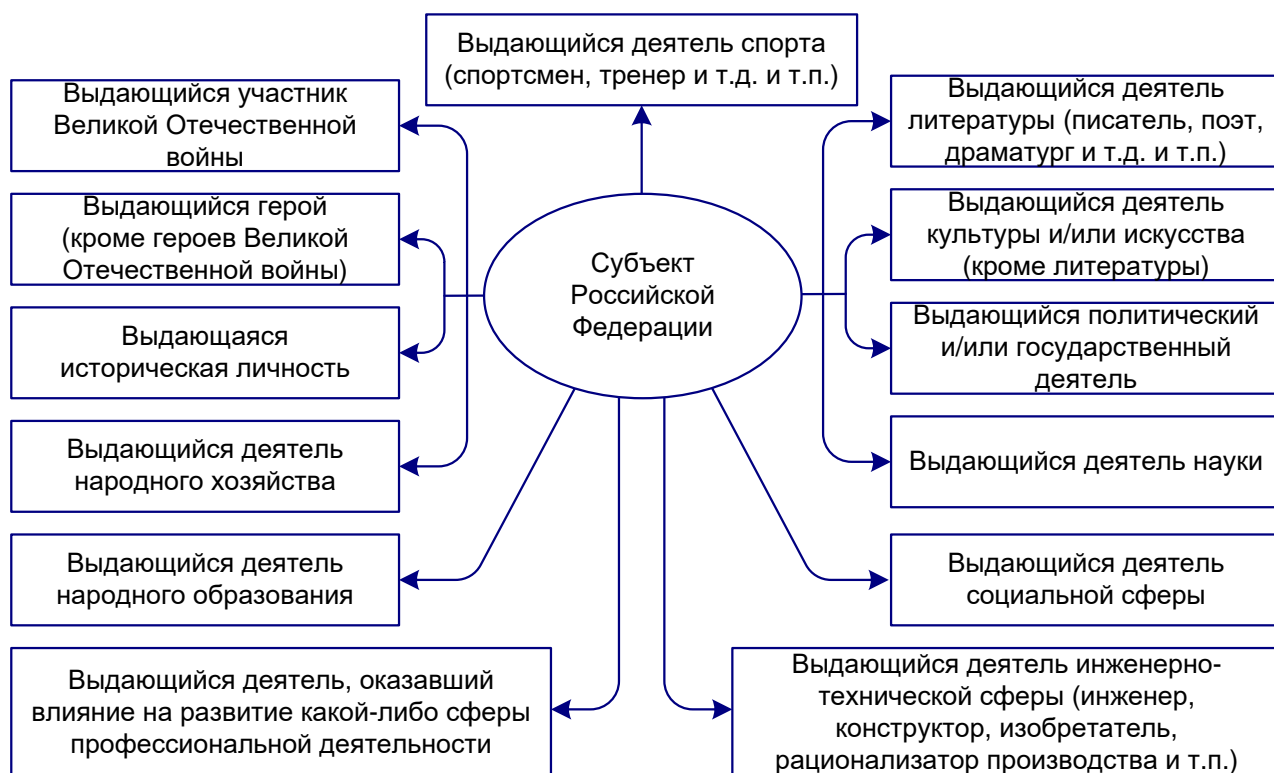 Выдающийся деятель спорта
(спортсмен, тренер и т.д. и т.п.)
Выдающийся участник
Великой Отечественной
войны
Выдающийся герой
(кроме героев Великой
Отечественной войны)
Выдающаяся
историческая личность
Выдающийся деятель
народного хозяйства
Выдающийся деятель
народного образования
Выдающийся деятель, оказавший
влияние на развитие какой-либо сферы
профессиональной деятельности
Субъект
Российской
Федерации
Выдающийся деятель
литературы (писатель, поэт,
драматург и т.д. и т.п.)
Выдающийся деятель
культуры и/или искусства
(кроме литературы)
Выдающийся политический
и/или государственный
деятель
Выдающийся деятель науки
Выдающийся деятель
социальной сферы
Выдающийся деятель инженерно-
технической сферы (инженер,
конструктор, изобретатель,
рационализатор производства и т.п.)